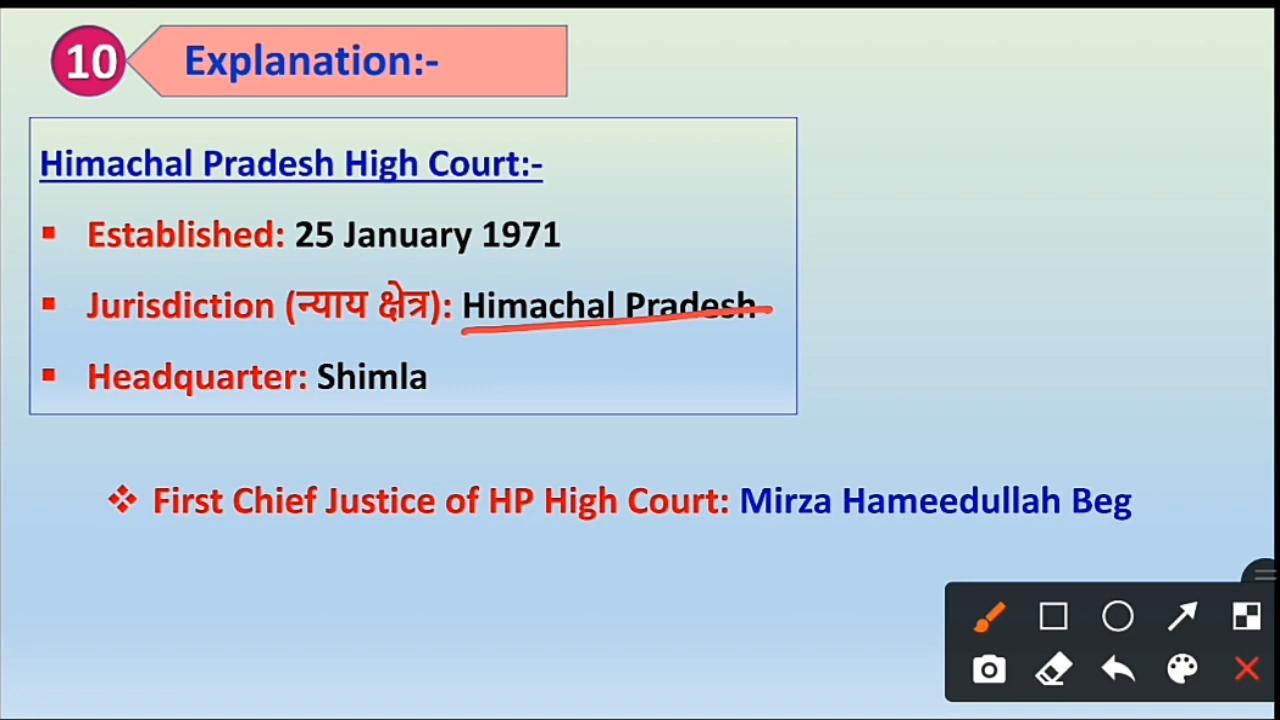 10 Explanation:-
Himachal Pradesh High Court:-
▪ Established: 25 January 1971
▪ Jurisdiction (न्याय क्षेत्र): Himachal Pradesh
▪ Headquarter: Shimla
❖ First Chief Justice of HP High Court: Mirza Hameedullah Beg